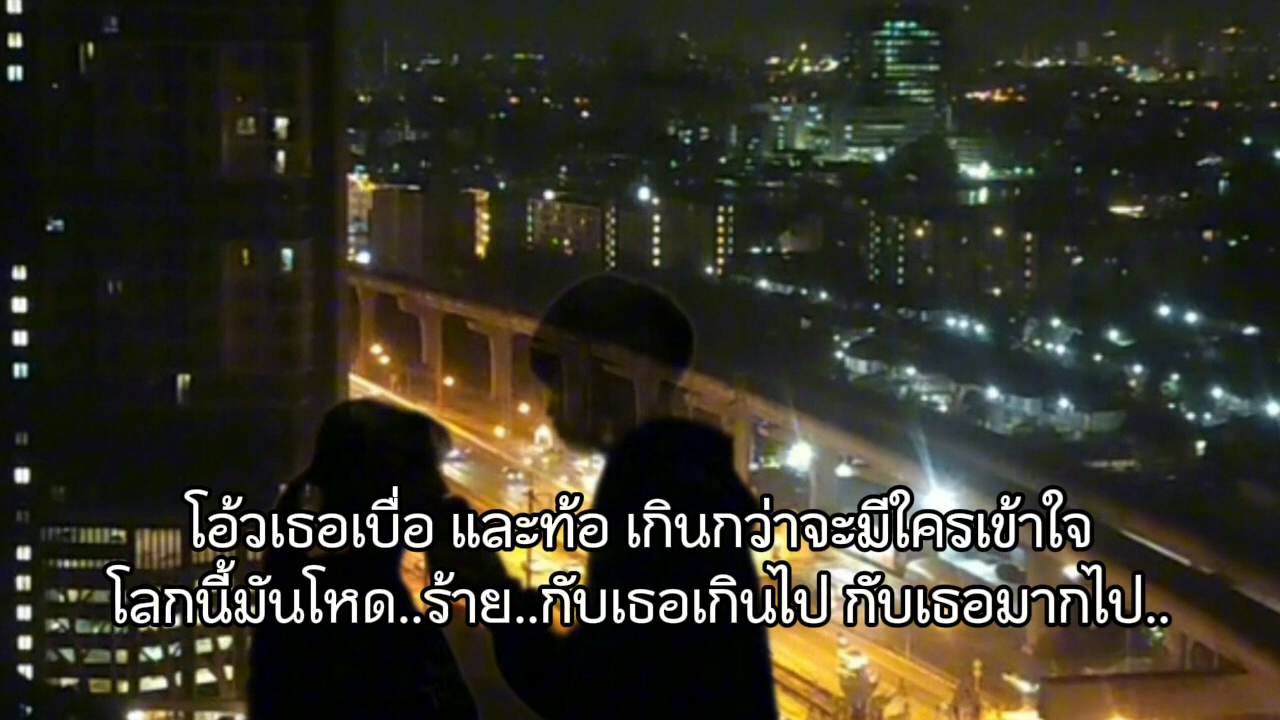 โอ้วเธอเบื่อ และท้อ เกินกว่าจะมีใครเข้าใจ
โลกนี้มันโหด..ร้าย..กับเธอเกินไป กับเธอมากไป..